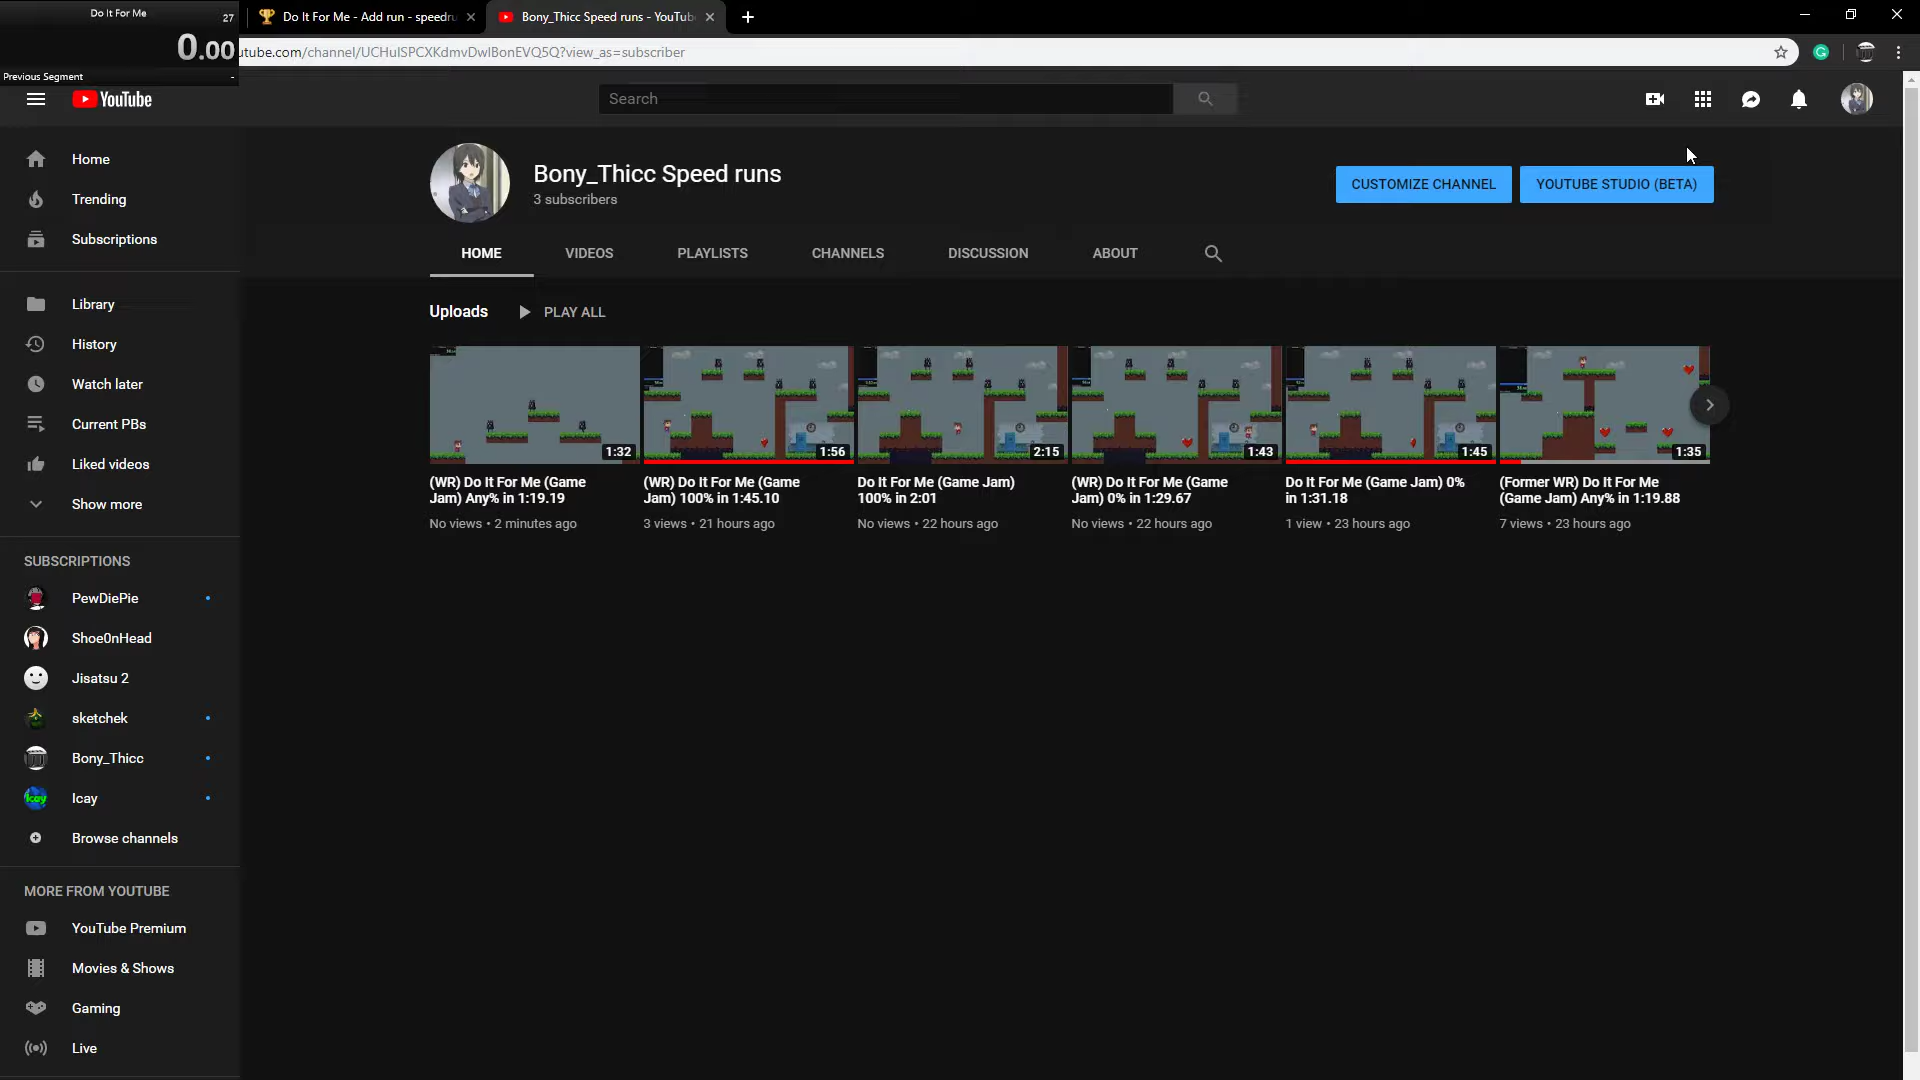 Do It For Me
27
0.00
Previous Segment
-
Do It For Me - Add run - speedru
Bony_Thicc Speed runs - YouTub
utube.com/channel/UCHulSPCXKdmvDwlBonEVQ5Q?view_as=subscriber
YouTube
Search
Home
Trending
Subscriptions
Library
History
Watch later
Current PBs
Liked videos
Show more
SUBSCRIPTIONS
PewDiePie
Shoe0nHead
Jisatsu 2
sketchek
Bony_Thicc
Icay
Browse channels
MORE FROM YOUTUBE
YouTube Premium
Movies & Shows
Gaming
Live
Bony_Thicc Speed runs
3 subscribers
CUSTOMIZE CHANNEL
YOUTUBE STUDIO (BETA)
HOME
VIDEOS
PLAYLISTS
CHANNELS
DISCUSSION
ABOUT
Uploads
PLAY ALL
1:32
(WR) Do It For Me (Game
Jam) Any% in 1:19.19
No views • 2 minutes ago
1:56
(WR) Do It For Me (Game
Jam) 100% in 1:45.10
3 views • 21 hours ago
2:15
Do It For Me (Game Jam)
100% in 2:01
No views • 22 hours ago
1:43
(WR) Do It For Me (Game
Jam) 0% in 1:29.67
No views • 22 hours ago
1:45
Do It For Me (Game Jam) 0%
in 1:31.18
1 view • 23 hours ago
1:35
(Former WR) Do It For Me
(Game Jam) Any% in 1:19.88
7 views • 23 hours ago